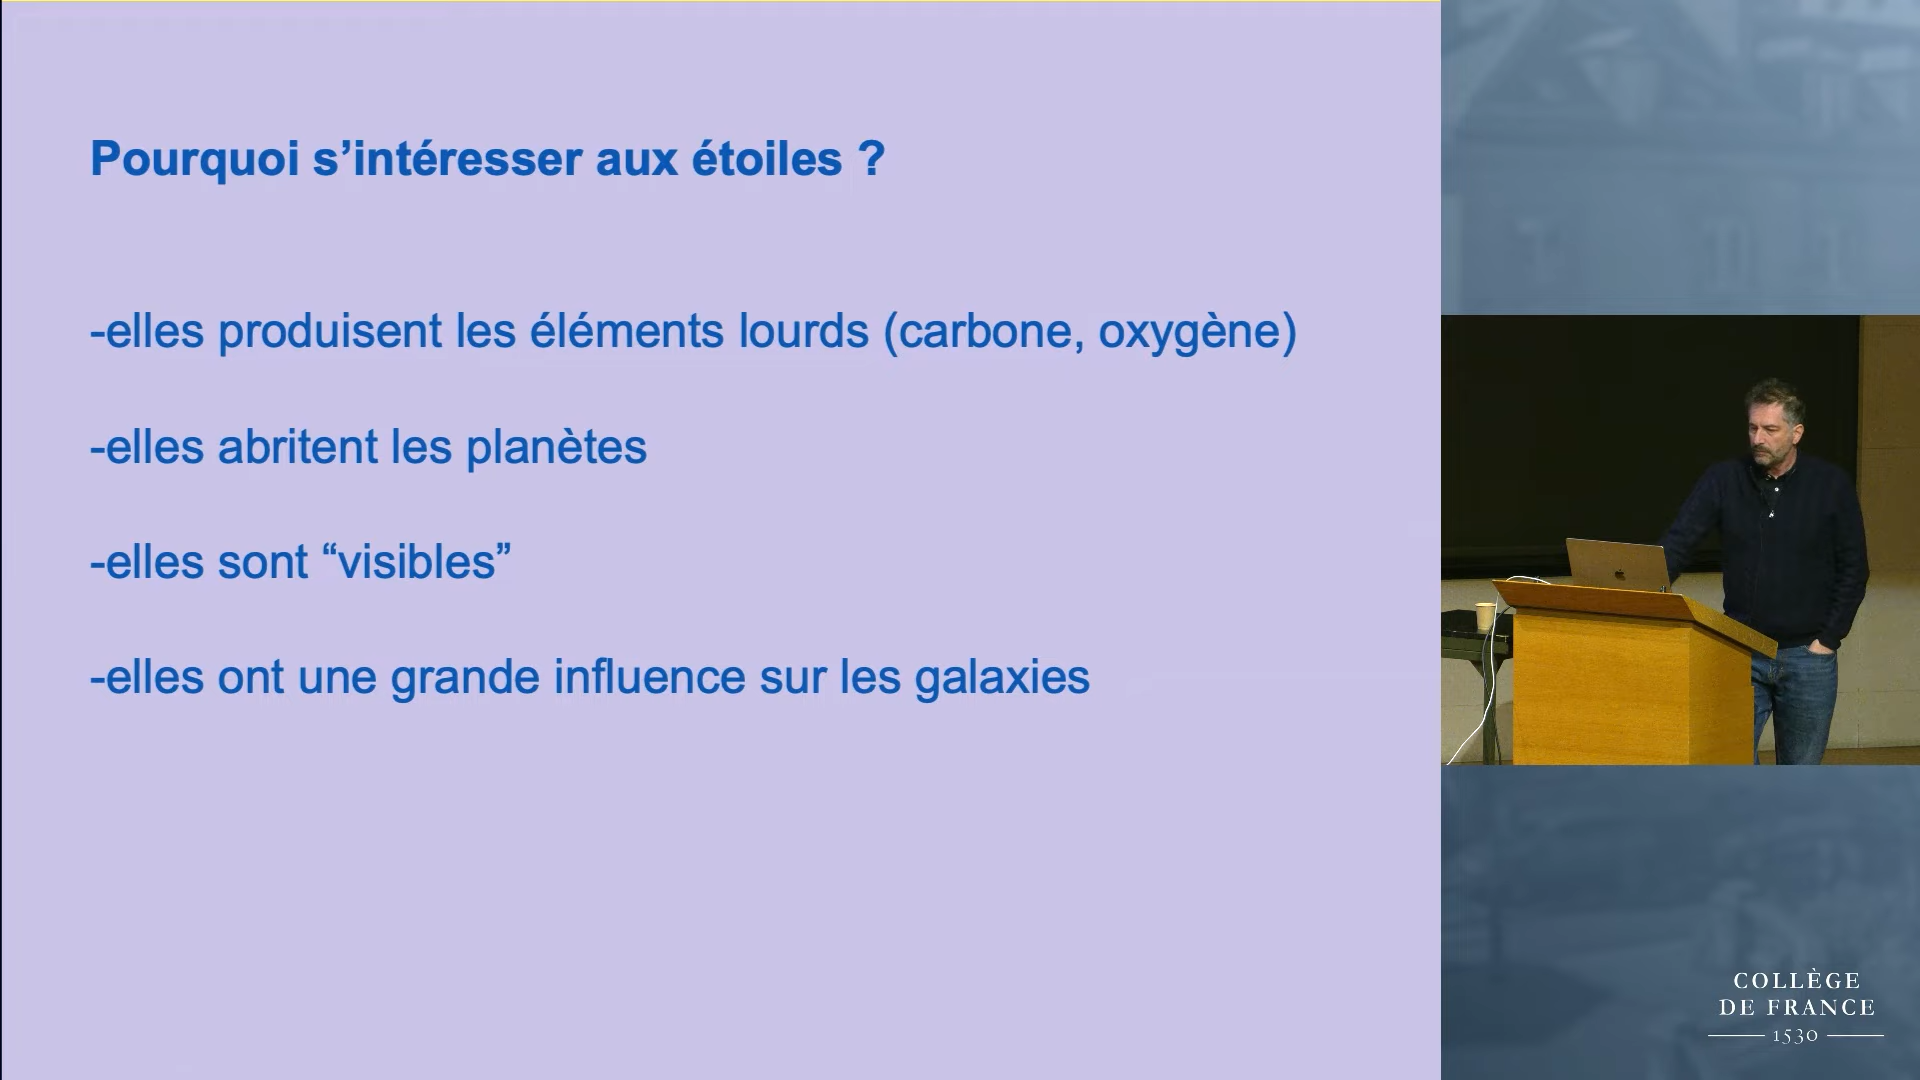 Pourquoi s’intéresser aux étoiles ?
-elles produisent les éléments lourds (carbone, oxygène)
-elles abritent les planètes
-elles sont “visibles”
-elles ont une grande influence sur les galaxies
COLLÈGE
DE FRANCE
1530